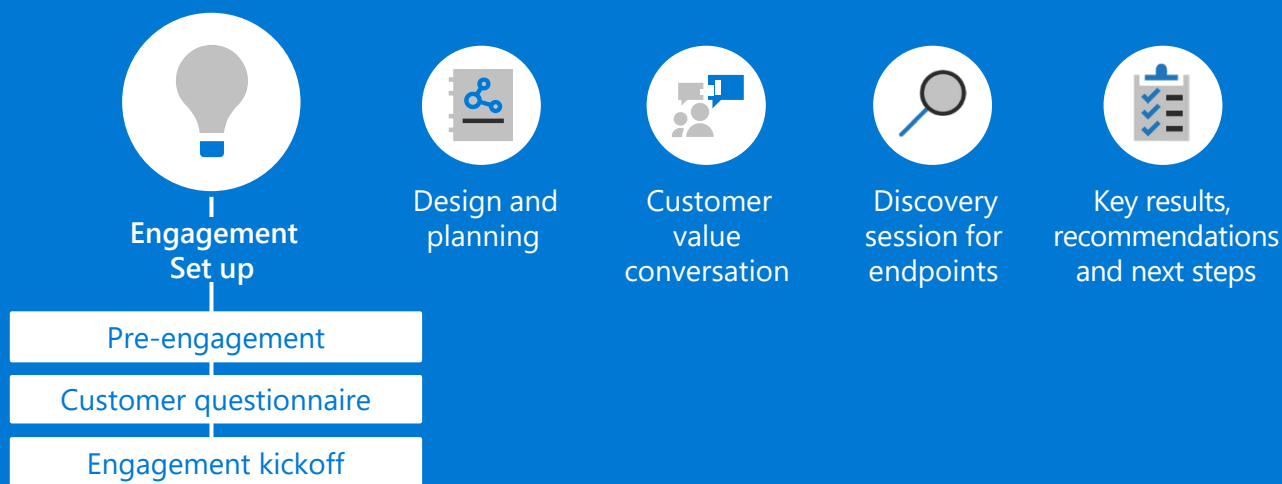 Engagement
Set up
Pre-engagement
Customer questionnaire
Engagement kickoff
Design and
planning
Customer
value
conversation
Discovery
session for
endpoints
Key results,
recommendations
and next steps